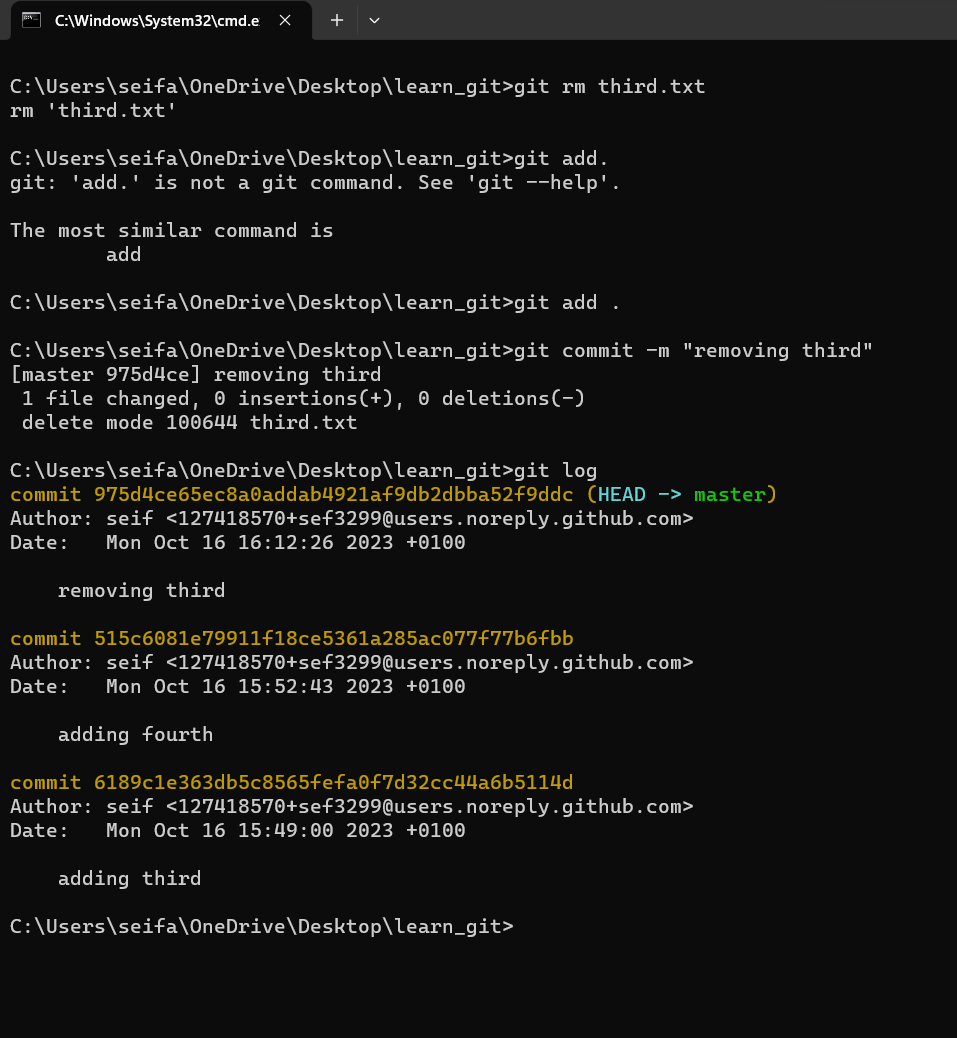 C:\Windows\System32\cmd.e
C:\Users\seifa\OneDrive\Desktop\learn_git>git rm third.txt
rm 'third.txt'
C:\Users\seifa\OneDrive\Desktop\learn_git>git add.
git: 'add.' is not a git command. See 'git --help'.
The most similar command is
        add
C:\Users\seifa\OneDrive\Desktop\learn_git>git add .
C:\Users\seifa\OneDrive\Desktop\learn_git>git commit -m "removing third"
[master 975d4ce] removing third
 1 file changed, 0 insertions(+), 0 deletions(-)
 delete mode 100644 third.txt
C:\Users\seifa\OneDrive\Desktop\learn_git>git log
commit 975d4ce65ec8a0addab4921af9db2dbba52f9ddc (HEAD -> master)
Author: seif <127418570+sef3299@users.noreply.github.com>
Date:   Mon Oct 16 16:12:26 2023 +0100
    removing third
commit 515c6081e79911f18ce5361a285ac077f77b6fbb
Author: seif <127418570+sef3299@users.noreply.github.com>
Date:   Mon Oct 16 15:52:43 2023 +0100
    adding fourth
commit 6189c1e363db5c8565fefa0f7d32cc44a6b5114d
Author: seif <127418570+sef3299@users.noreply.github.com>
Date:   Mon Oct 16 15:49:00 2023 +0100
    adding third
C:\Users\seifa\OneDrive\Desktop\learn_git>